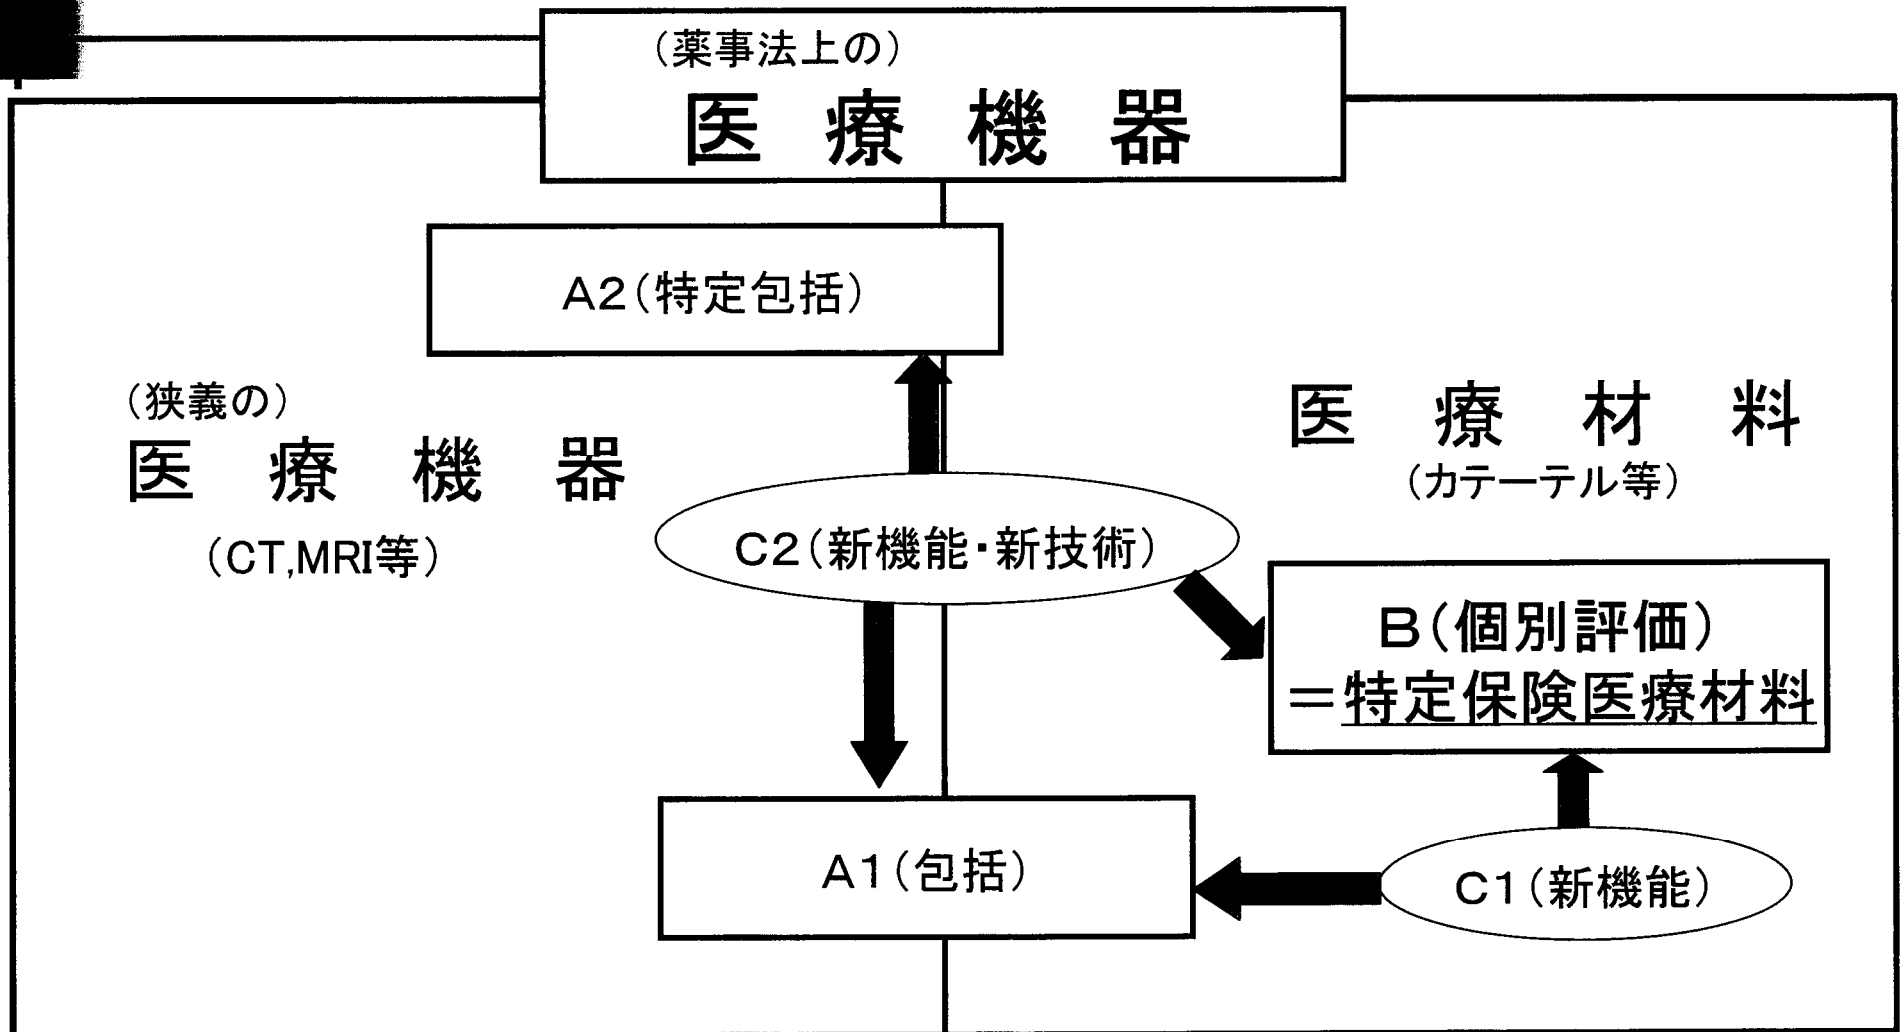 (薬事法上の)
医療機器
A2(特定包括)
(狭義の)
医療機器
(CT,MRI等)
医療材料
(カテーテル等)
C2(新機能・新技術)
B(個別評価)
=特定保険医療材料
A1(包括)
C1(新機能)